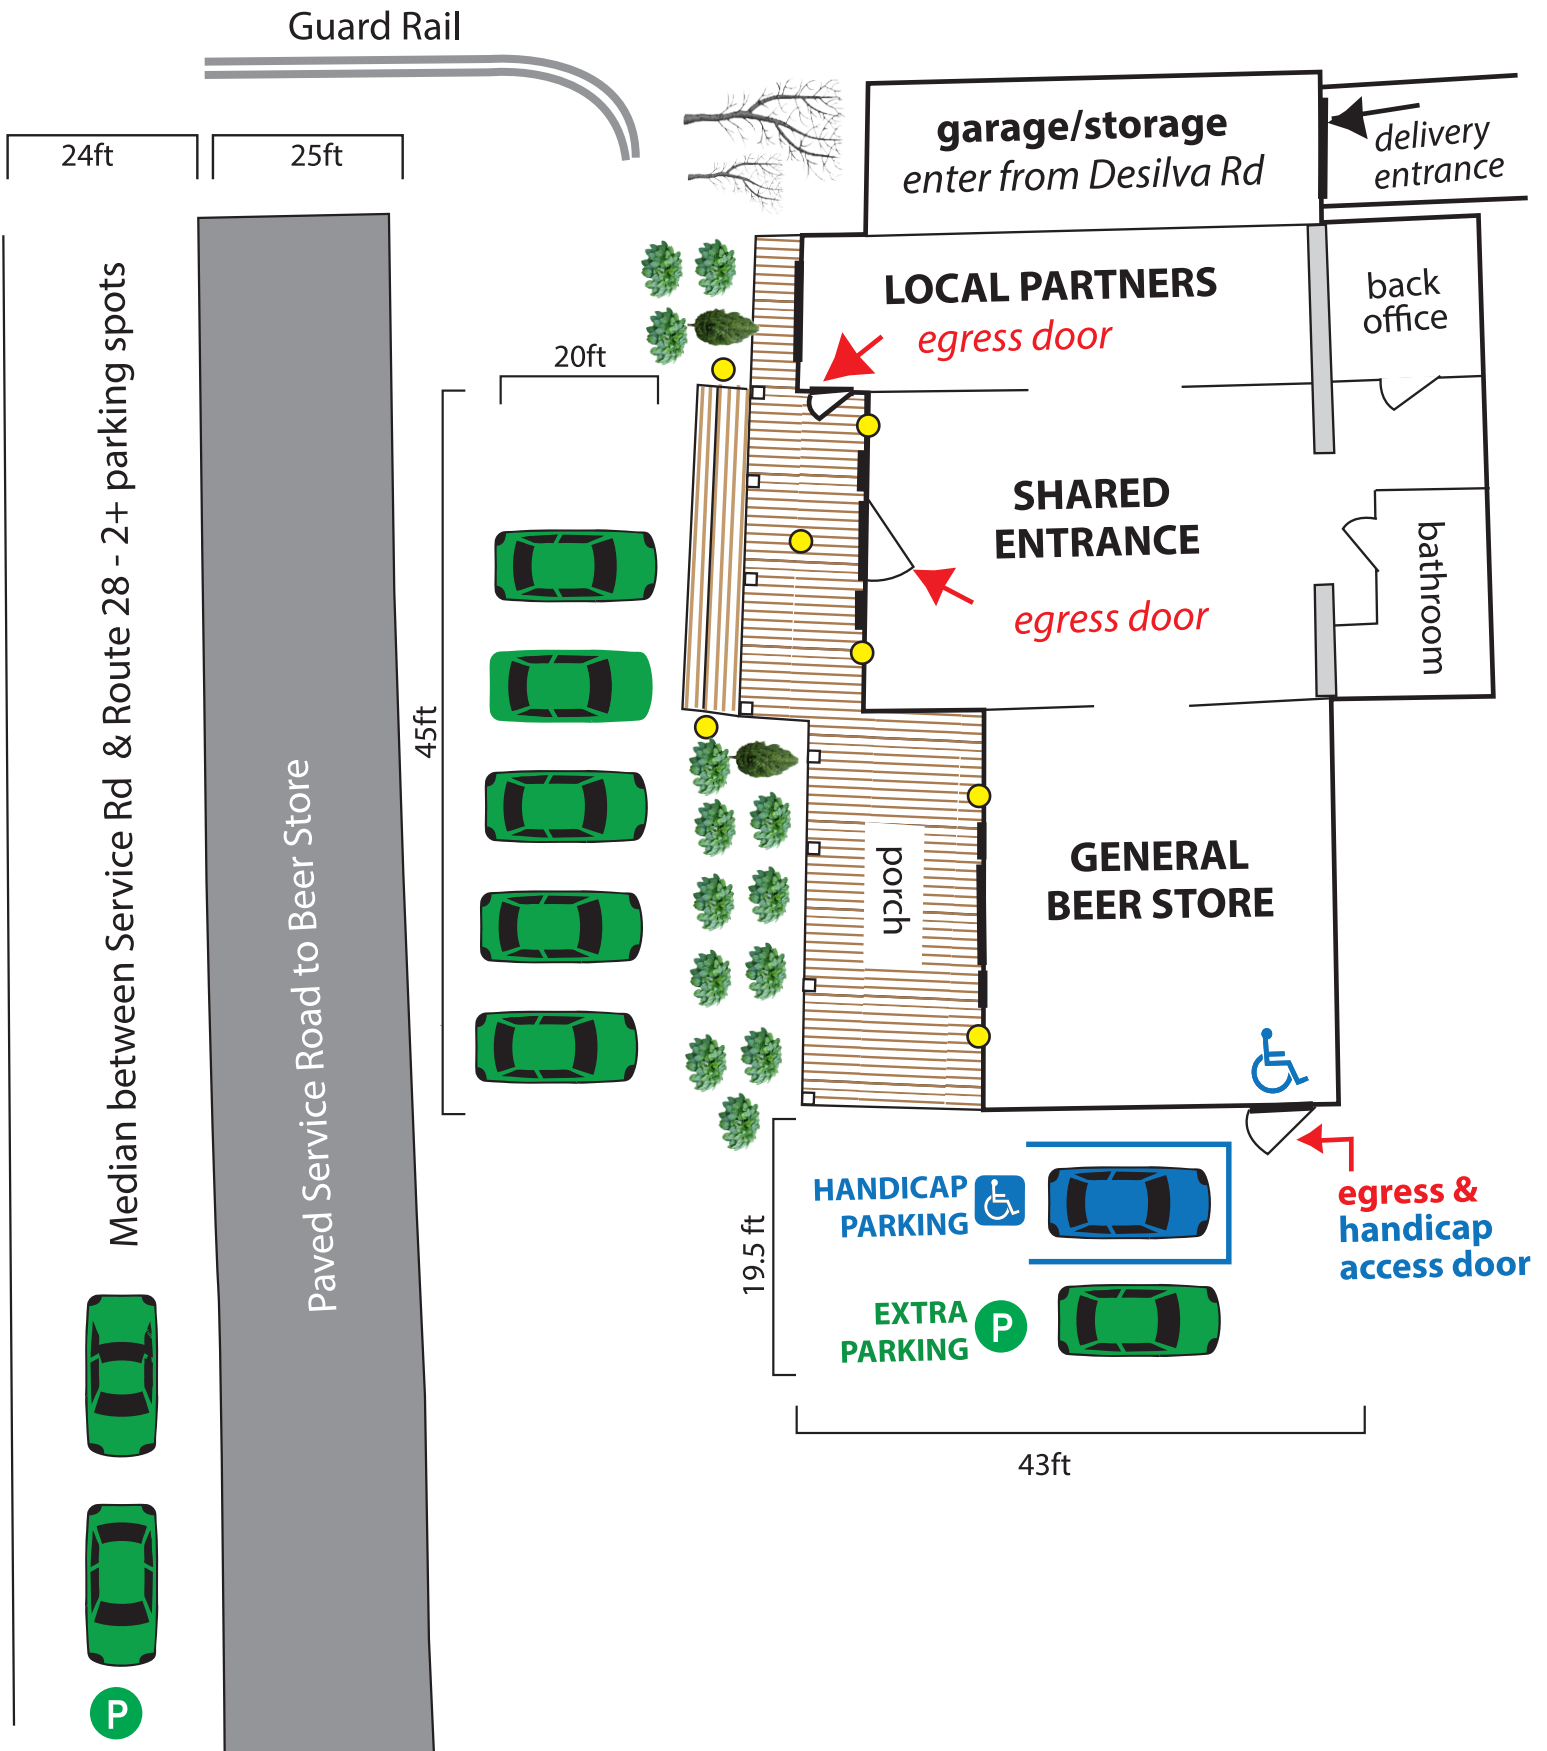 Guard Rail
24ft
25ft
garage/storage
enter from Desilva Rd
delivery
entrance
LOCAL PARTNERS
egress door
back
office
20ft
45ft
Median between Service Rd & Route 28 - 2+ parking spots
Paved Service Road to Beer Store
SHARED
ENTRANCE
egress door
bathroom
porch
GENERAL
BEER STORE
HANDICAP
PARKING
egress &
handicap
access door
19.5 ft
EXTRA
PARKING
P
43ft
P